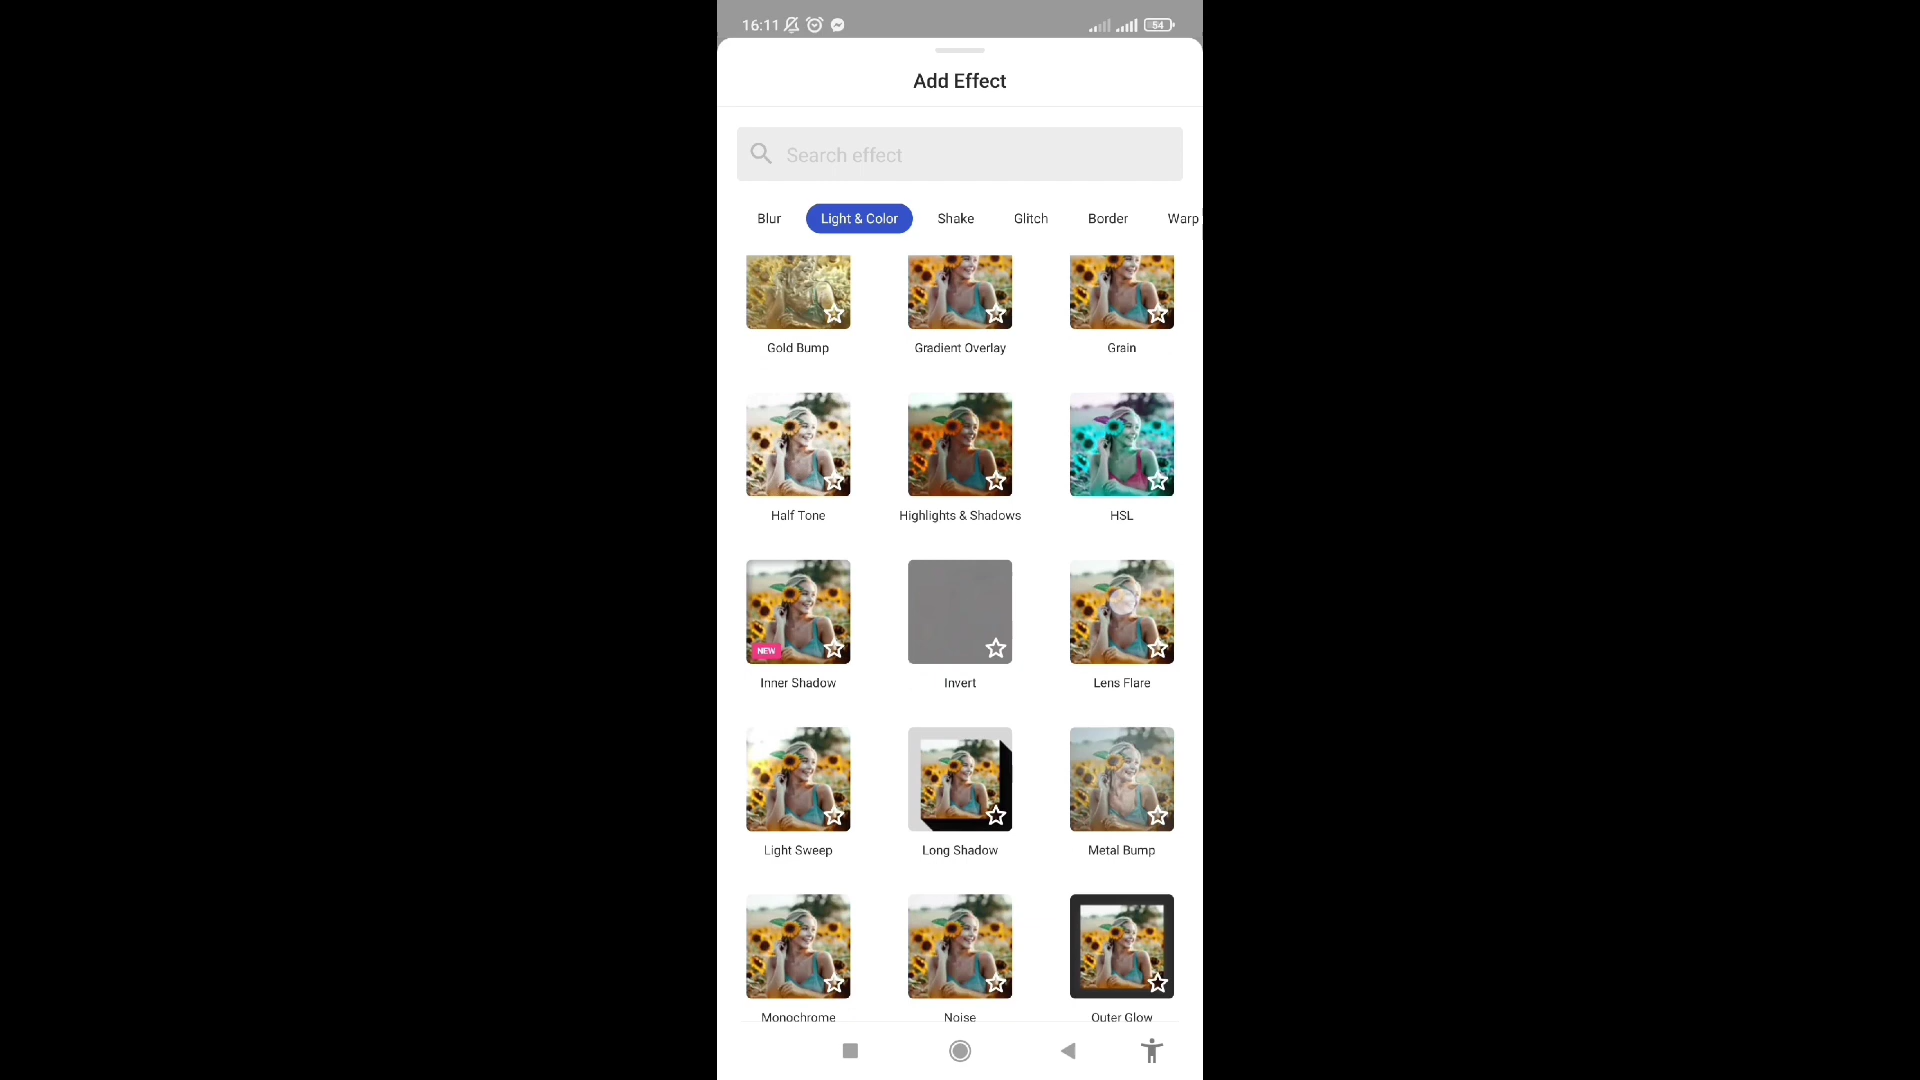 16:11 54
Add Effect
Search effect
Blur Light & Color Shake Glitch Border Warp
Gold Bump Gradient Overlay Grain
Half Tone Highlights & Shadows HSL
NEW
Inner Shadow Invert Lens Flare
Light Sweep Long Shadow Metal Bump
Monochrome Noise Outer Glow